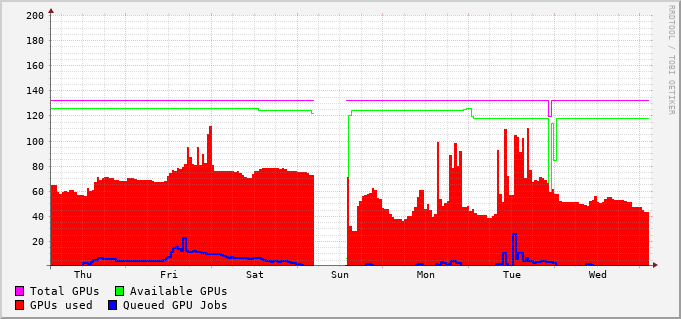 200
180
160
140
120
100
80
60
40
20
Thu Fri Sat Sun Mon Tue Wed
Total GPUs Available GPUs
GPUs used Queued GPU Jobs
RRDTOOL / TOBI OETIKER